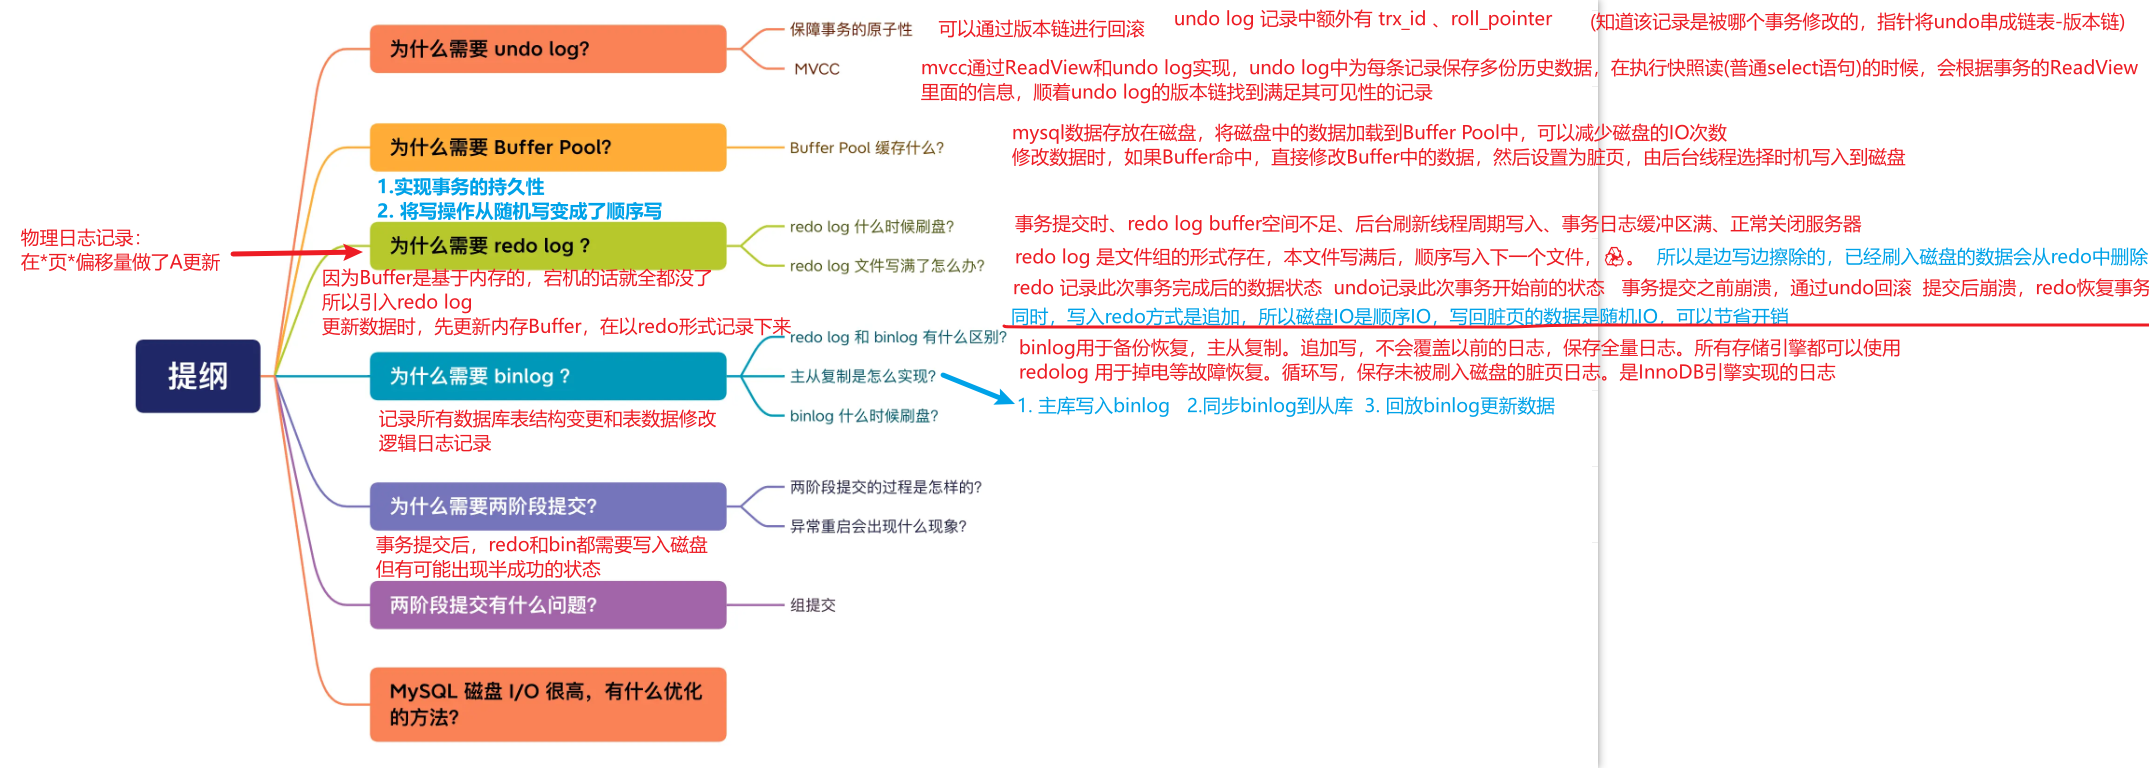 为什么需要 undo log?
保障事务的原子性
可以通过版本链进行回滚
undo log 记录中额外有 trx_id 、roll_pointer
(知道该记录是被哪个事务修改的，指针将undo串成链表-版本链)
MVCC
mvcc通过ReadView和undo log实现，undo log中为每条记录保存多份历史数据，在执行快照读(普通select语句)的时候，会根据事务的ReadView
里面的信息，顺着undo log的版本链找到满足其可见性的记录
为什么需要 Buffer Pool?
Buffer Pool 缓存什么?
mysql数据存放在磁盘，将磁盘中的数据加载到Buffer Pool中，可以减少磁盘的IO次数
修改数据时，如果Buffer命中，直接修改Buffer中的数据，然后设置为脏页，由后台线程选择时机写入到磁盘
1.实现事务的持久性
2. 将写操作从随机写变成了顺序写
物理日志记录：
在*页*偏移量做了A更新
为什么需要 redo log ?
redo log 什么时候刷盘?
事务提交时、redo log buffer空间不足、后台刷新线程周期写入、事务日志缓冲区满、正常关闭服务器
redo log 文件写满了怎么办?
redo log 是文件组的形式存在，本文件写满后，顺序写入下一个文件，♲。
所以是边写边擦除的，已经刷入磁盘的数据会从redo中删除
因为Buffer是基于内存的，宕机的话就全都没了
所以引入redo log
更新数据时，先更新内存Buffer，在以redo形式记录下来
redo 记录此次事务完成后的数据状态 undo记录此次事务开始前的状态 事务提交之前崩溃，通过undo回滚 提交后崩溃，redo恢复事务
同时，写入redo方式是追加，所以磁盘IO是顺序IO，写回脏页的数据是随机IO，可以节省开销
提纲
为什么需要 binlog ?
redo log 和 binlog 有什么区别?
binlog用于备份恢复，主从复制。追加写，不会覆盖以前的日志，保存全量日志。所有存储引擎都可以使用
redolog 用于掉电等故障恢复。循环写，保存未被刷入磁盘的脏页日志。是InnoDB引擎实现的日志
主从复制是怎么实现?
1. 主库写入binlog 2.同步binlog到从库 3. 回放binlog更新数据
binlog 什么时候刷盘?
记录所有数据库表结构变更和表数据修改
逻辑日志记录
为什么需要两阶段提交?
两阶段提交的过程是怎样的?
异常重启会出现什么现象?
事务提交后，redo和bin都需要写入磁盘
但有可能出现半成功的状态
两阶段提交有什么问题?
组提交
MySQL 磁盘 I/O 很高，有什么优化
的方法?